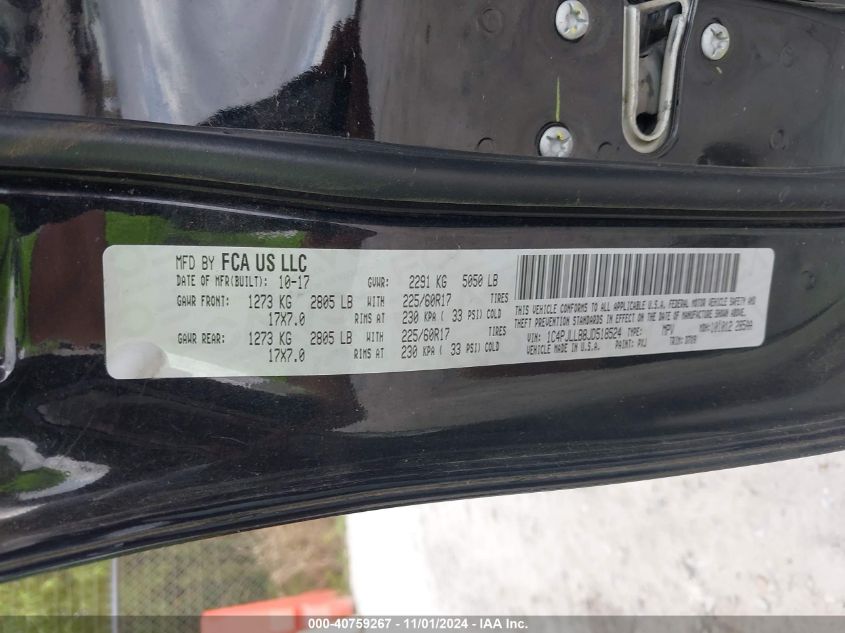 MFD BY FCA US LLC
DATE OF MFR(BUILT): 10-17 GVWR: 2291 KG 5050 LB
GAWR FRONT: 1273 KG 2805 LB WITH 225/60R17 TIRES
17X7.0 RIMS AT 230 KPA ( 33 PSI) COLD
GAWR REAR: 1273 KG 2805 LB WITH 225/60R17 TIRES
17X7.0 RIMS AT 230 KPA ( 33 PSI) COLD
THIS VEHICLE CONFORMS TO ALL APPLICABLE U.S.A. FEDERAL MOTOR VEHICLE SAFETY AND
THEFT PREVENTION STANDARDS IN EFFECT ON THE DATE OF MANUFACTURE SHOWN ABOVE.
VIN: TYPE: MPV MDH: 285AA
VEHICLE MADE IN U.S.A. PAINT: PXJ TRIM:
000-40759267 - 11/01/2024 - IAA Inc.